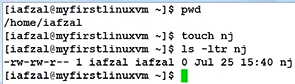 [iafzal@myfirstlinuxvm ~]$ pwd
/home/iafzal
[iafzal@myfirstlinuxvm ~]$ touch nj
[iafzal@myfirstlinuxvm ~]$ ls -ltr nj
-rw-rw-r-- 1 iafzal iafzal 0 Jul 25 15:40 nj
[iafzal@myfirstlinuxvm ~]$